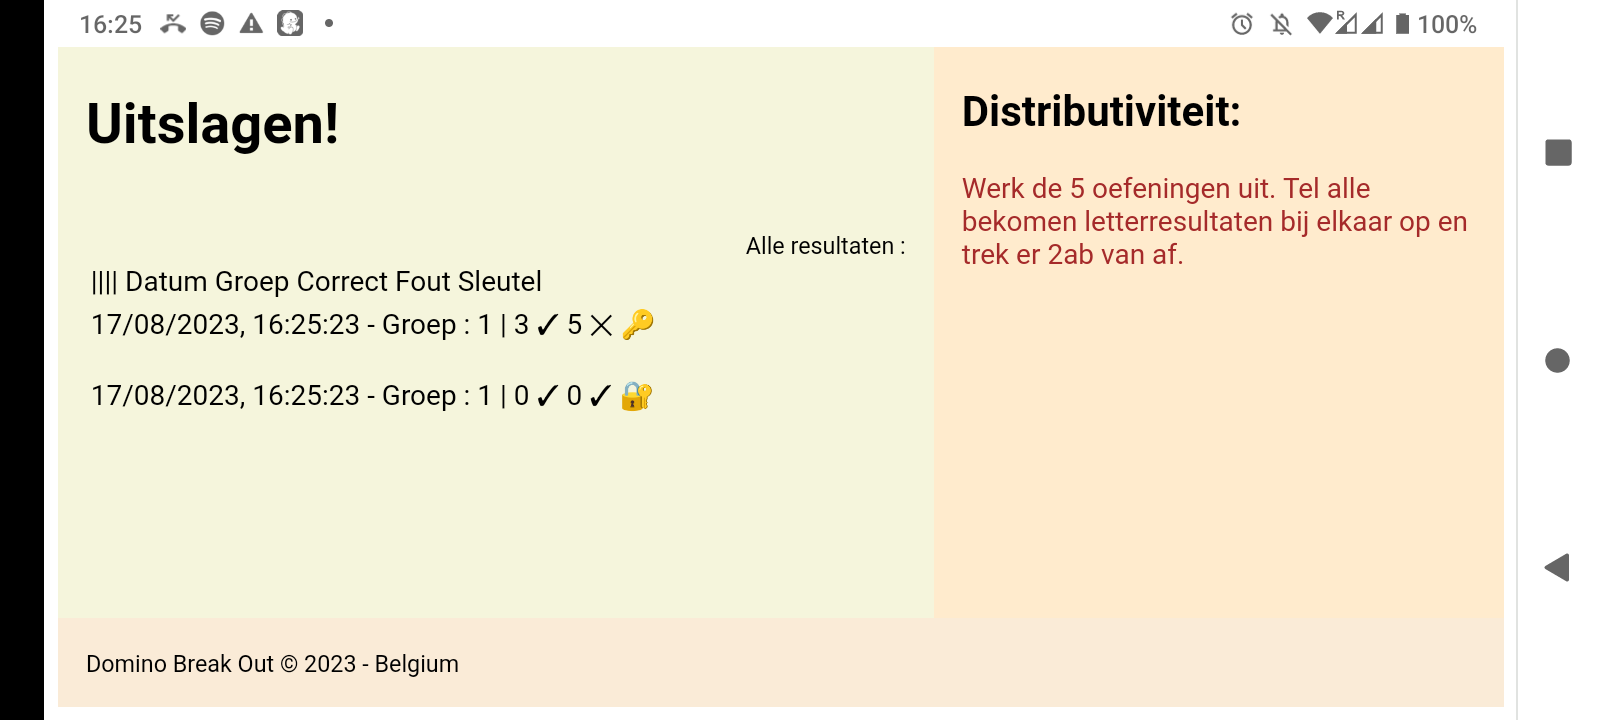 16:25
R
100%
Uitslagen!
Alle resultaten :
|||| Datum Groep Correct Fout Sleutel
17/08/2023, 16:25:23 - Groep : 1 | 3 ✓ 5 ✕ 🔑
17/08/2023, 16:25:23 - Groep : 1 | 0 ✓ 0 ✓ 🔐
Distributiviteit:
Werk de 5 oefeningen uit. Tel alle
bekomen letterresultaten bij elkaar op en
trek er 2ab van af.
Domino Break Out © 2023 - Belgium